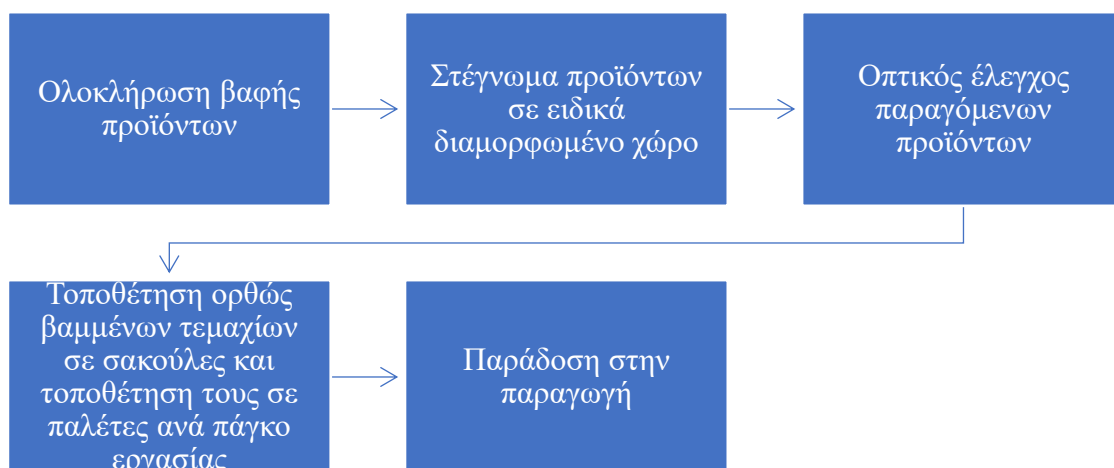 Ολοκλήρωση βαφής
προϊόντων
Στέγνωμα προϊόντων
σε ειδικά
διαμορφωμένο χώρο
Οπτικός έλεγχος
παραγόμενων
προϊόντων
Τοποθέτηση ορθώς
βαμμένων τεμαχίων
σε σακούλες και
τοποθέτηση τους σε
παλέτες ανά πάγκο
εργασίας
Παράδοση στην
παραγωγή